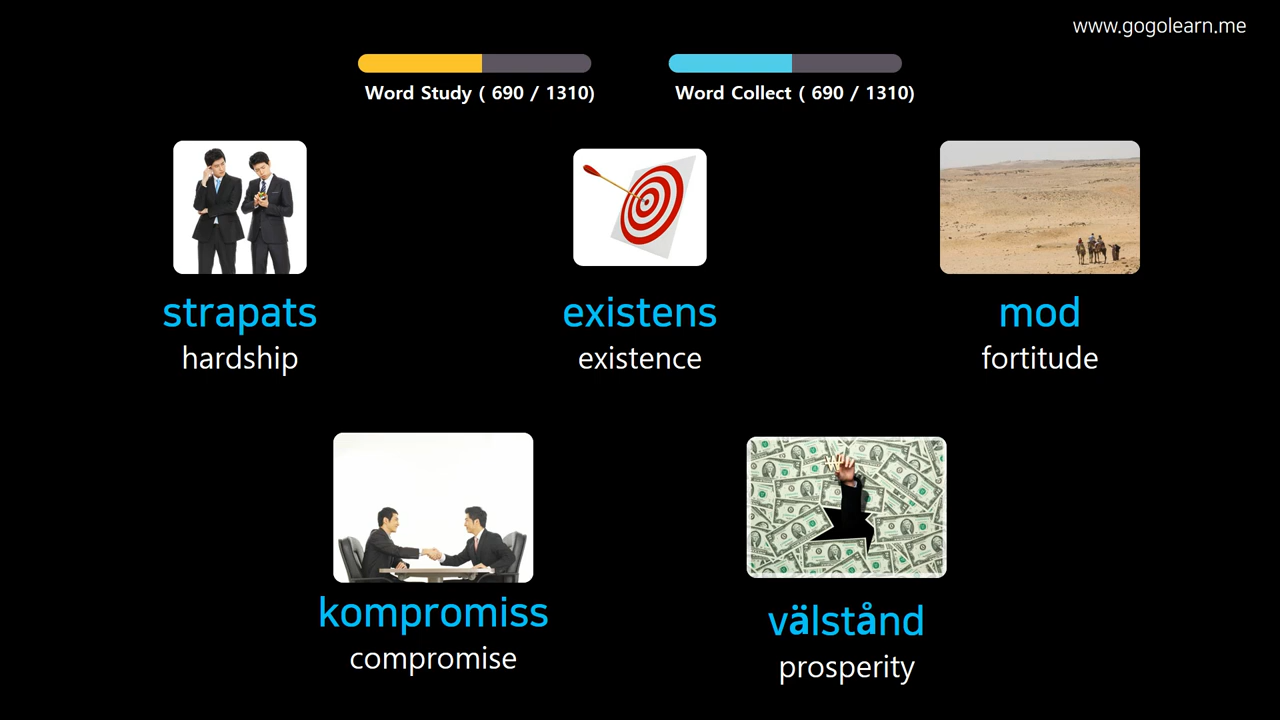 www.gogolearn.me
Word Study ( 690 / 1310)
Word Collect ( 690 / 1310)
strapats
hardship
existens
existence
mod
fortitude
kompromiss
compromise
välstånd
prosperity